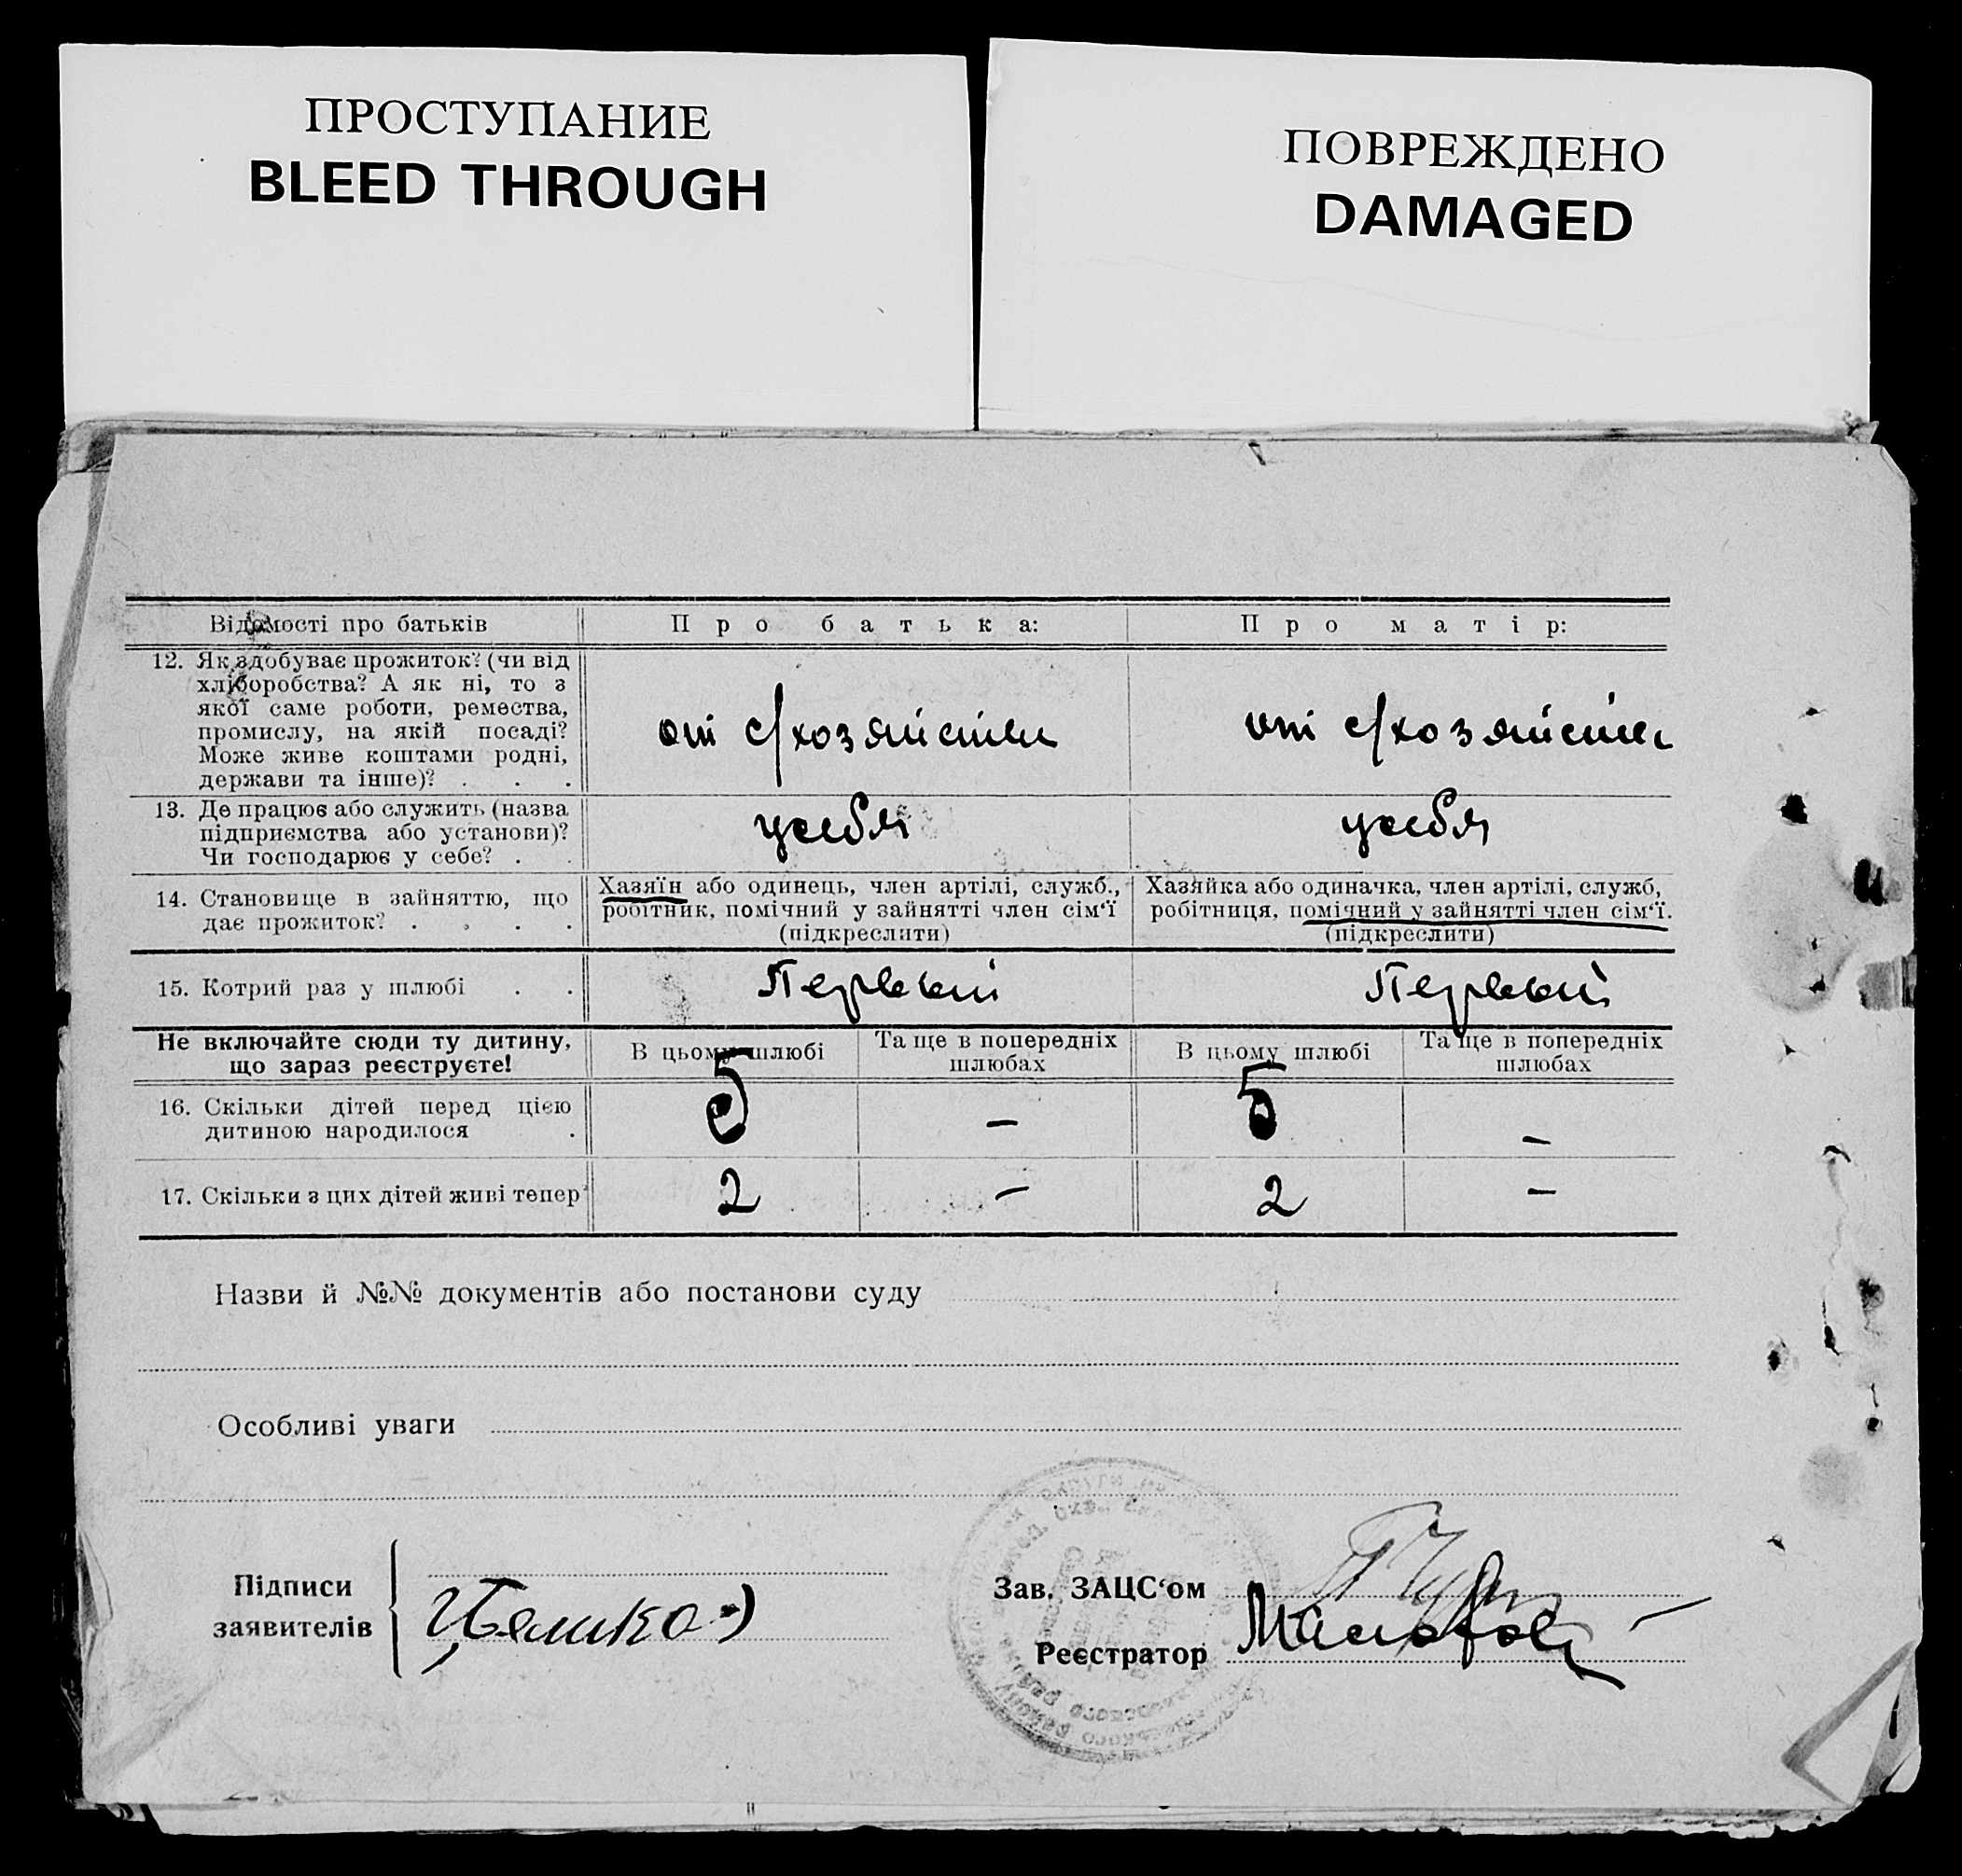 ПРОСТУПАНИЕ
BLEED THROUGH
ПОВРЕЖДЕНО
DAMAGED
Відомості про батьків
Про батька:
Про матір:
12. Як здобуває прожиток? (чи від
хліборобства? А як ні, то з
якої саме роботи, ремества,
промислу, на якій посаді?
Може живе коштами родні,
держави та інше)? . . .
от с/хозяйства
от с/хозяйства
13. Де працює або служить (назва
підприємства або установи)?
Чи господарює у себе? . .
у себя
у себя
14. Становище в зайняттю, що
дає прожиток? . . . .
Хазяїн або одинець, член артілі, служб.,
робітник, помічний у зайнятті член сім‘ї
(підкреслити)
Хазяйка або одиначка, член артілі, служб,
робітниця, помічний у зайнятті член сім‘ї.
(підкреслити)
15. Котрий раз у шлюбі . .
Первый
Первый
Не включайте сюди ту дитину,
що зараз реєструєте!
В цьому шлюбі
Та ще в попередніх
шлюбах
В цьому шлюбі
Та ще в попередніх
шлюбах
16. Скільки дітей перед цією
дитиною народилося .
5
—
5
—
17. Скільки з цих дітей живі тепер
2
—
2
—
Назви й №№ документів або постанови суду
Особливі уваги
Підписи
заявителів
Зав. ЗАЦС‘ом
Реєстратор